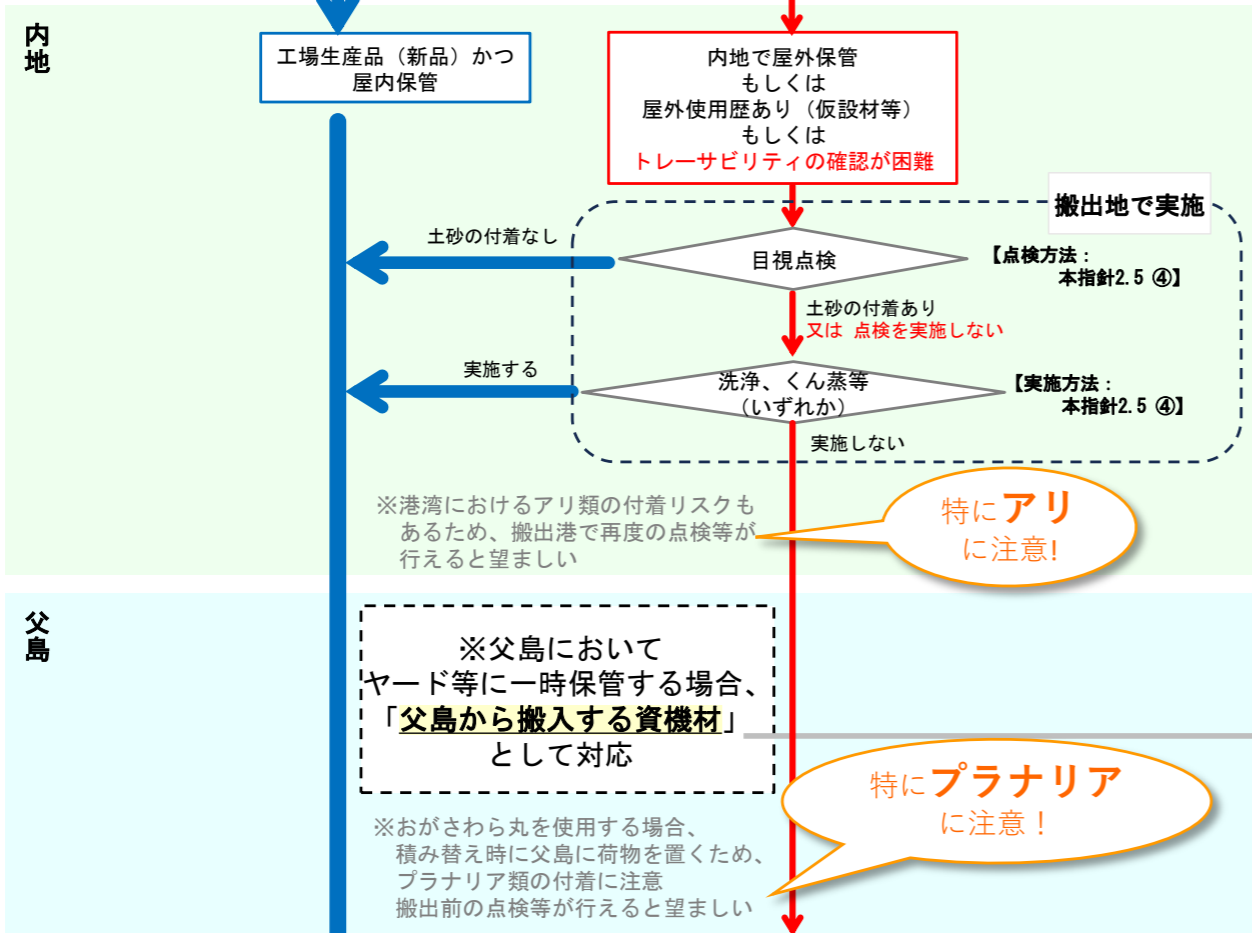 内地
工場生産品（新品）かつ
屋内保管
内地で屋外保管
もしくは
屋外使用歴あり（仮設材等）
もしくは
トレーサビリティの確認が困難
搬出地で実施
土砂の付着なし
目視点検
【点検方法：
本指針2.5 ④】
土砂の付着あり
又は 点検を実施しない
実施する
洗浄、くん蒸等
（いずれか）
【実施方法：
本指針2.5 ④】
実施しない
※港湾におけるアリ類の付着リスクも
あるため、搬出港で再度の点検等が
行えると望ましい
特にアリ
に注意!
父島
※父島において
ヤード等に一時保管する場合、
「父島から搬入する資機材」
として対応
特にプラナリア
に注意！
※おがさわら丸を使用する場合、
積み替え時に父島に荷物を置くため、
プラナリア類の付着に注意
搬出前の点検等が行えると望ましい